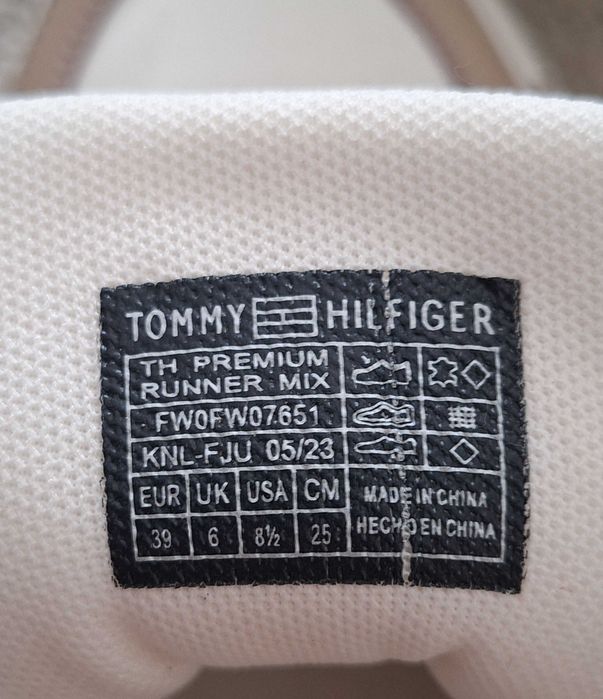 TOMMY HILFIGER
TH PREMIUM
RUNNER MIX
FW0FW07651
KNL-FJU 05/23
EUR UK USA CM
39 6 8½ 25
MADE IN CHINA
HECHO EN CHINA